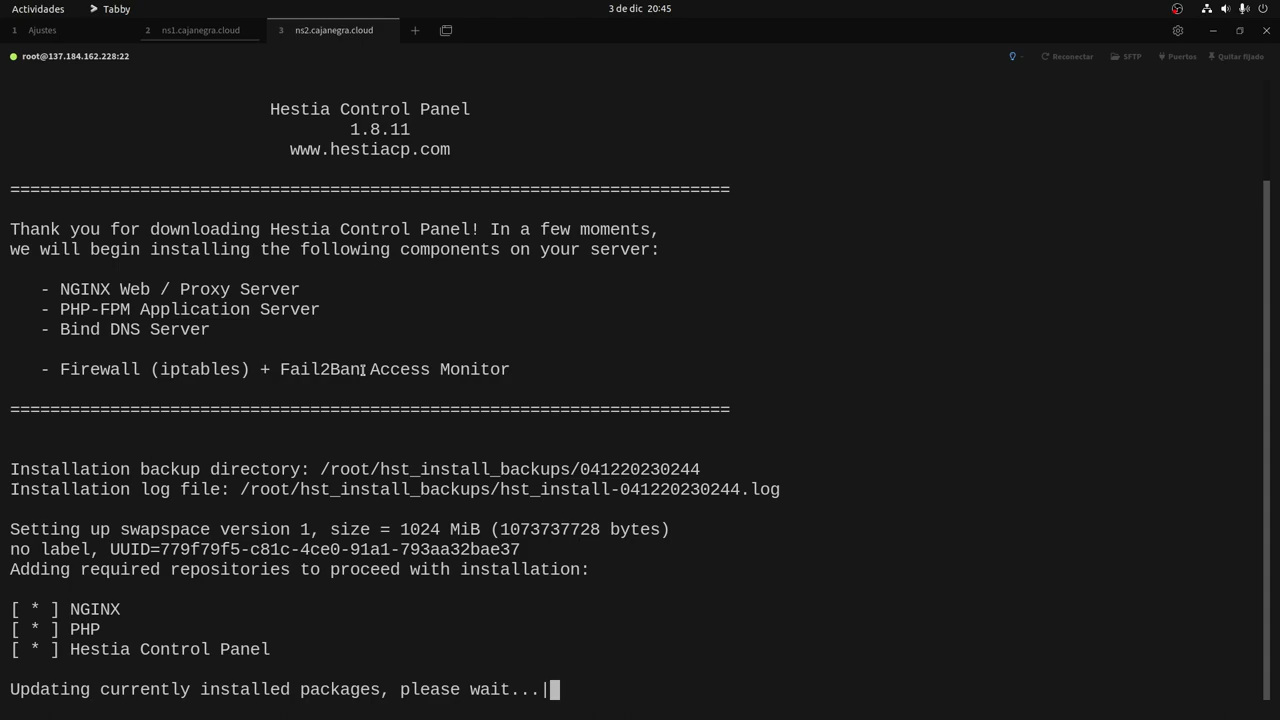 Actividades Tabby 3 de dic 20:45
1 Ajustes 2 ns1.cajanegra.cloud 3 ns2.cajanegra.cloud +
root@137.184.162.228:22 Reconectar SFTP Puertos Quitar fijado
Hestia Control Panel
1.8.11
www.hestiacp.com
========================================================================
Thank you for downloading Hestia Control Panel! In a few moments,
we will begin installing the following components on your server:
- NGINX Web / Proxy Server
- PHP-FPM Application Server
- Bind DNS Server
- Firewall (iptables) + Fail2Ban Access Monitor
========================================================================
Installation backup directory: /root/hst_install_backups/041220230244
Installation log file: /root/hst_install_backups/hst_install-041220230244.log
Setting up swapspace version 1, size = 1024 MiB (1073737728 bytes)
no label, UUID=779f79f5-c81c-4ce0-91a1-793aa32bae37
Adding required repositories to proceed with installation:
[ * ] NGINX
[ * ] PHP
[ * ] Hestia Control Panel
Updating currently installed packages, please wait...|